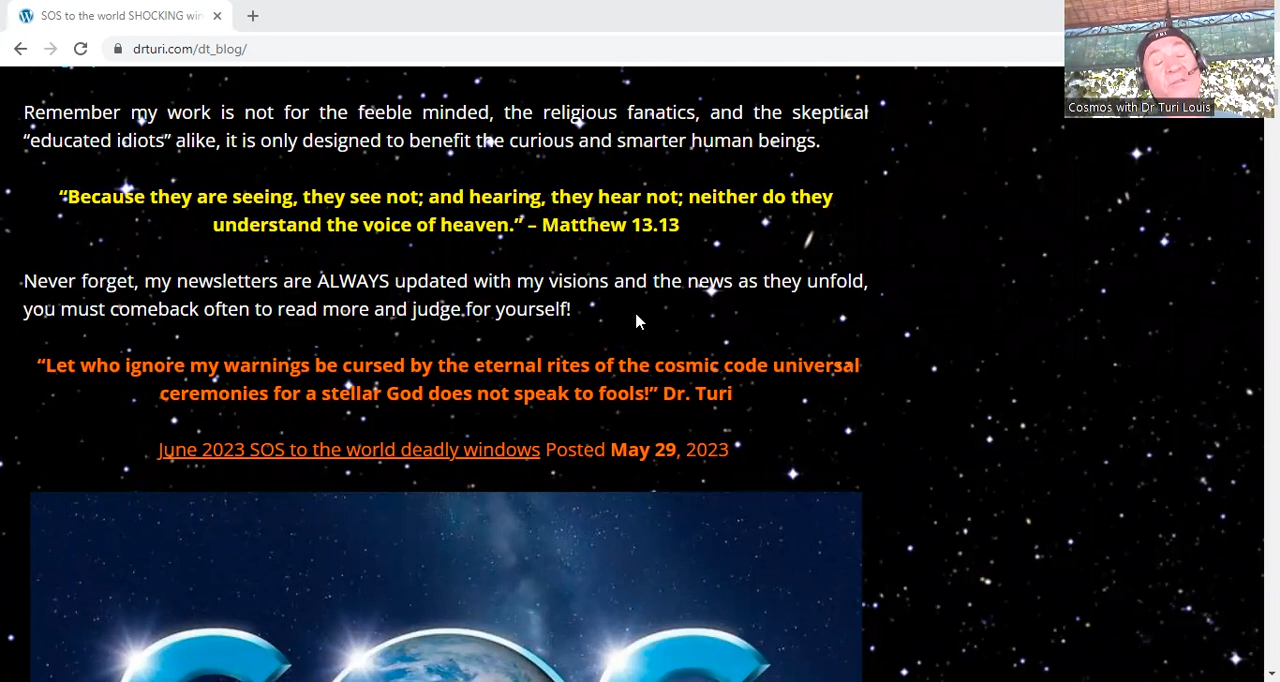 SOS to the world SHOCKING win
drturi.com/dt_blog/
Cosmos with Dr Turi Louis
Remember my work is not for the feeble minded, the religious fanatics, and the skeptical
“educated idiots” alike, it is only designed to benefit the curious and smarter human beings.
“Because they are seeing, they see not; and hearing, they hear not; neither do they
understand the voice of heaven.” – Matthew 13.13
Never forget, my newsletters are ALWAYS updated with my visions and the news as they unfold,
you must comeback often to read more and judge for yourself!
“Let who ignore my warnings be cursed by the eternal rites of the cosmic code universal
ceremonies for a stellar God does not speak to fools!” Dr. Turi
June 2023 SOS to the world deadly windows Posted May 29, 2023
SOS